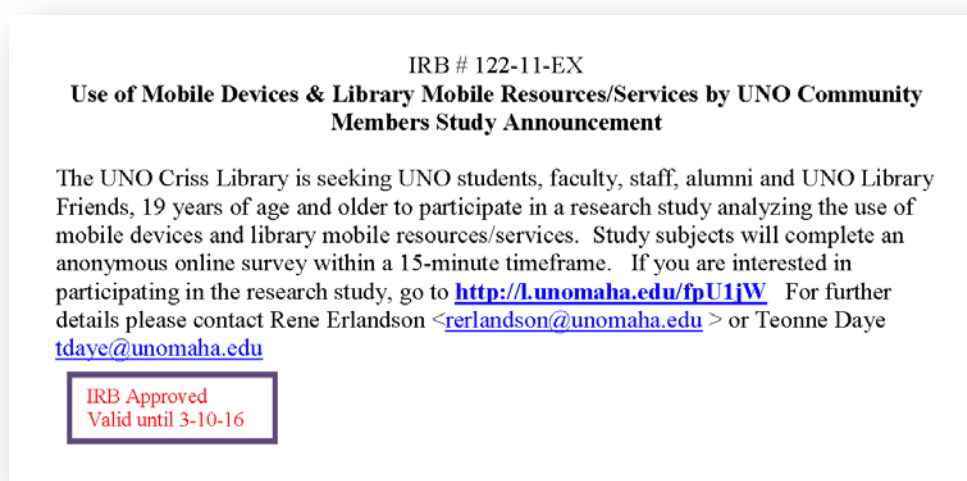 IRB # 122-11-EX
Use of Mobile Devices & Library Mobile Resources/Services by UNO Community
Members Study Announcement
The UNO Criss Library is seeking UNO students, faculty, staff, alumni and UNO Library
Friends, 19 years of age and older to participate in a research study analyzing the use of
mobile devices and library mobile resources/services.  Study subjects will complete an
anonymous online survey within a 15-minute timeframe.   If you are interested in
participating in the research study, go to http://l.unomaha.edu/fpU1jW   For further
details please contact Rene Erlandson <rerlandson@unomaha.edu > or Teonne Daye
tdaye@unomaha.edu
IRB Approved
Valid until 3-10-16